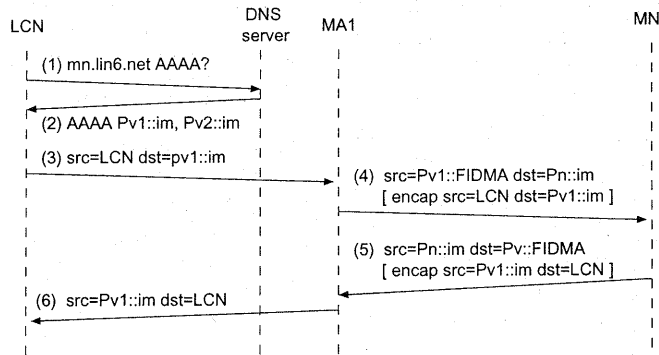 LCN
DNS
server
MA1
MN
(1) mn.lin6.net AAAA?
(2) AAAA Pv1::im, Pv2::im
(3) src=LCN dst=pv1::im
(4) src=Pv1::FIDMA dst=Pn::im
[ encap src=LCN dst=Pv1::im ]
(5) src=Pn::im dst=Pv::FIDMA
[ encap src=Pv1::im dst=LCN ]
(6) src=Pv1::im dst=LCN